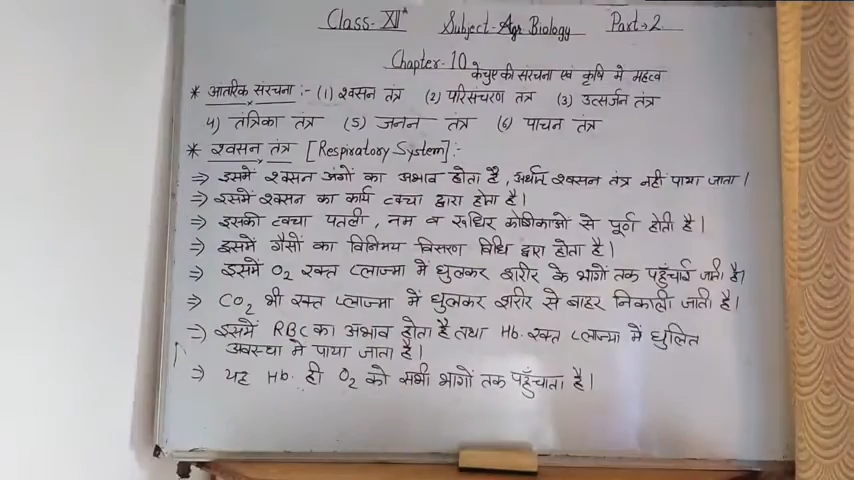 Class- XIIth Subject- Agr Biology Part-2
Chapter-10 केचुए की संरचना एवं कृषि में महत्व
* आंतरिक संरचना :- (1) श्वसन तंत्र (2) परिसंचरण तंत्र (3) उत्सर्जन तंत्र
4) तंत्रिका तंत्र (5) जनन तंत्र (6) पाचन तंत्र
* श्वसन तंत्र [Respiratory System]:-
⇒ इसमें श्वसन अंगों का अभाव होता है, अर्थात श्वसन तंत्र नहीं पाया जाता।
⇒ इसमें श्वसन का कार्य त्वचा द्वारा होता है।
⇒ इसकी त्वचा पतली, नम व रूधिर कोशिकाओं से पूर्ण होती है।
⇒ इसमें गैसों का विनिमय विसरण विधि द्वारा होता है।
⇒ इसमें O2 रक्त प्लाज्मा में घुलकर शरीर के भागों तक पहुँचाई जाती है।
⇒ CO2 भी रक्त प्लाज्मा में घुलकर शरीर से बाहर निकाली जाती है।
⇒ इसमें RBC का अभाव होता है तथा Hb. रक्त प्लाज्मा में घुलित
अवस्था में पाया जाता है।
⇒ यह Hb. ही O2 को सभी भागों तक पहुँचाता है।